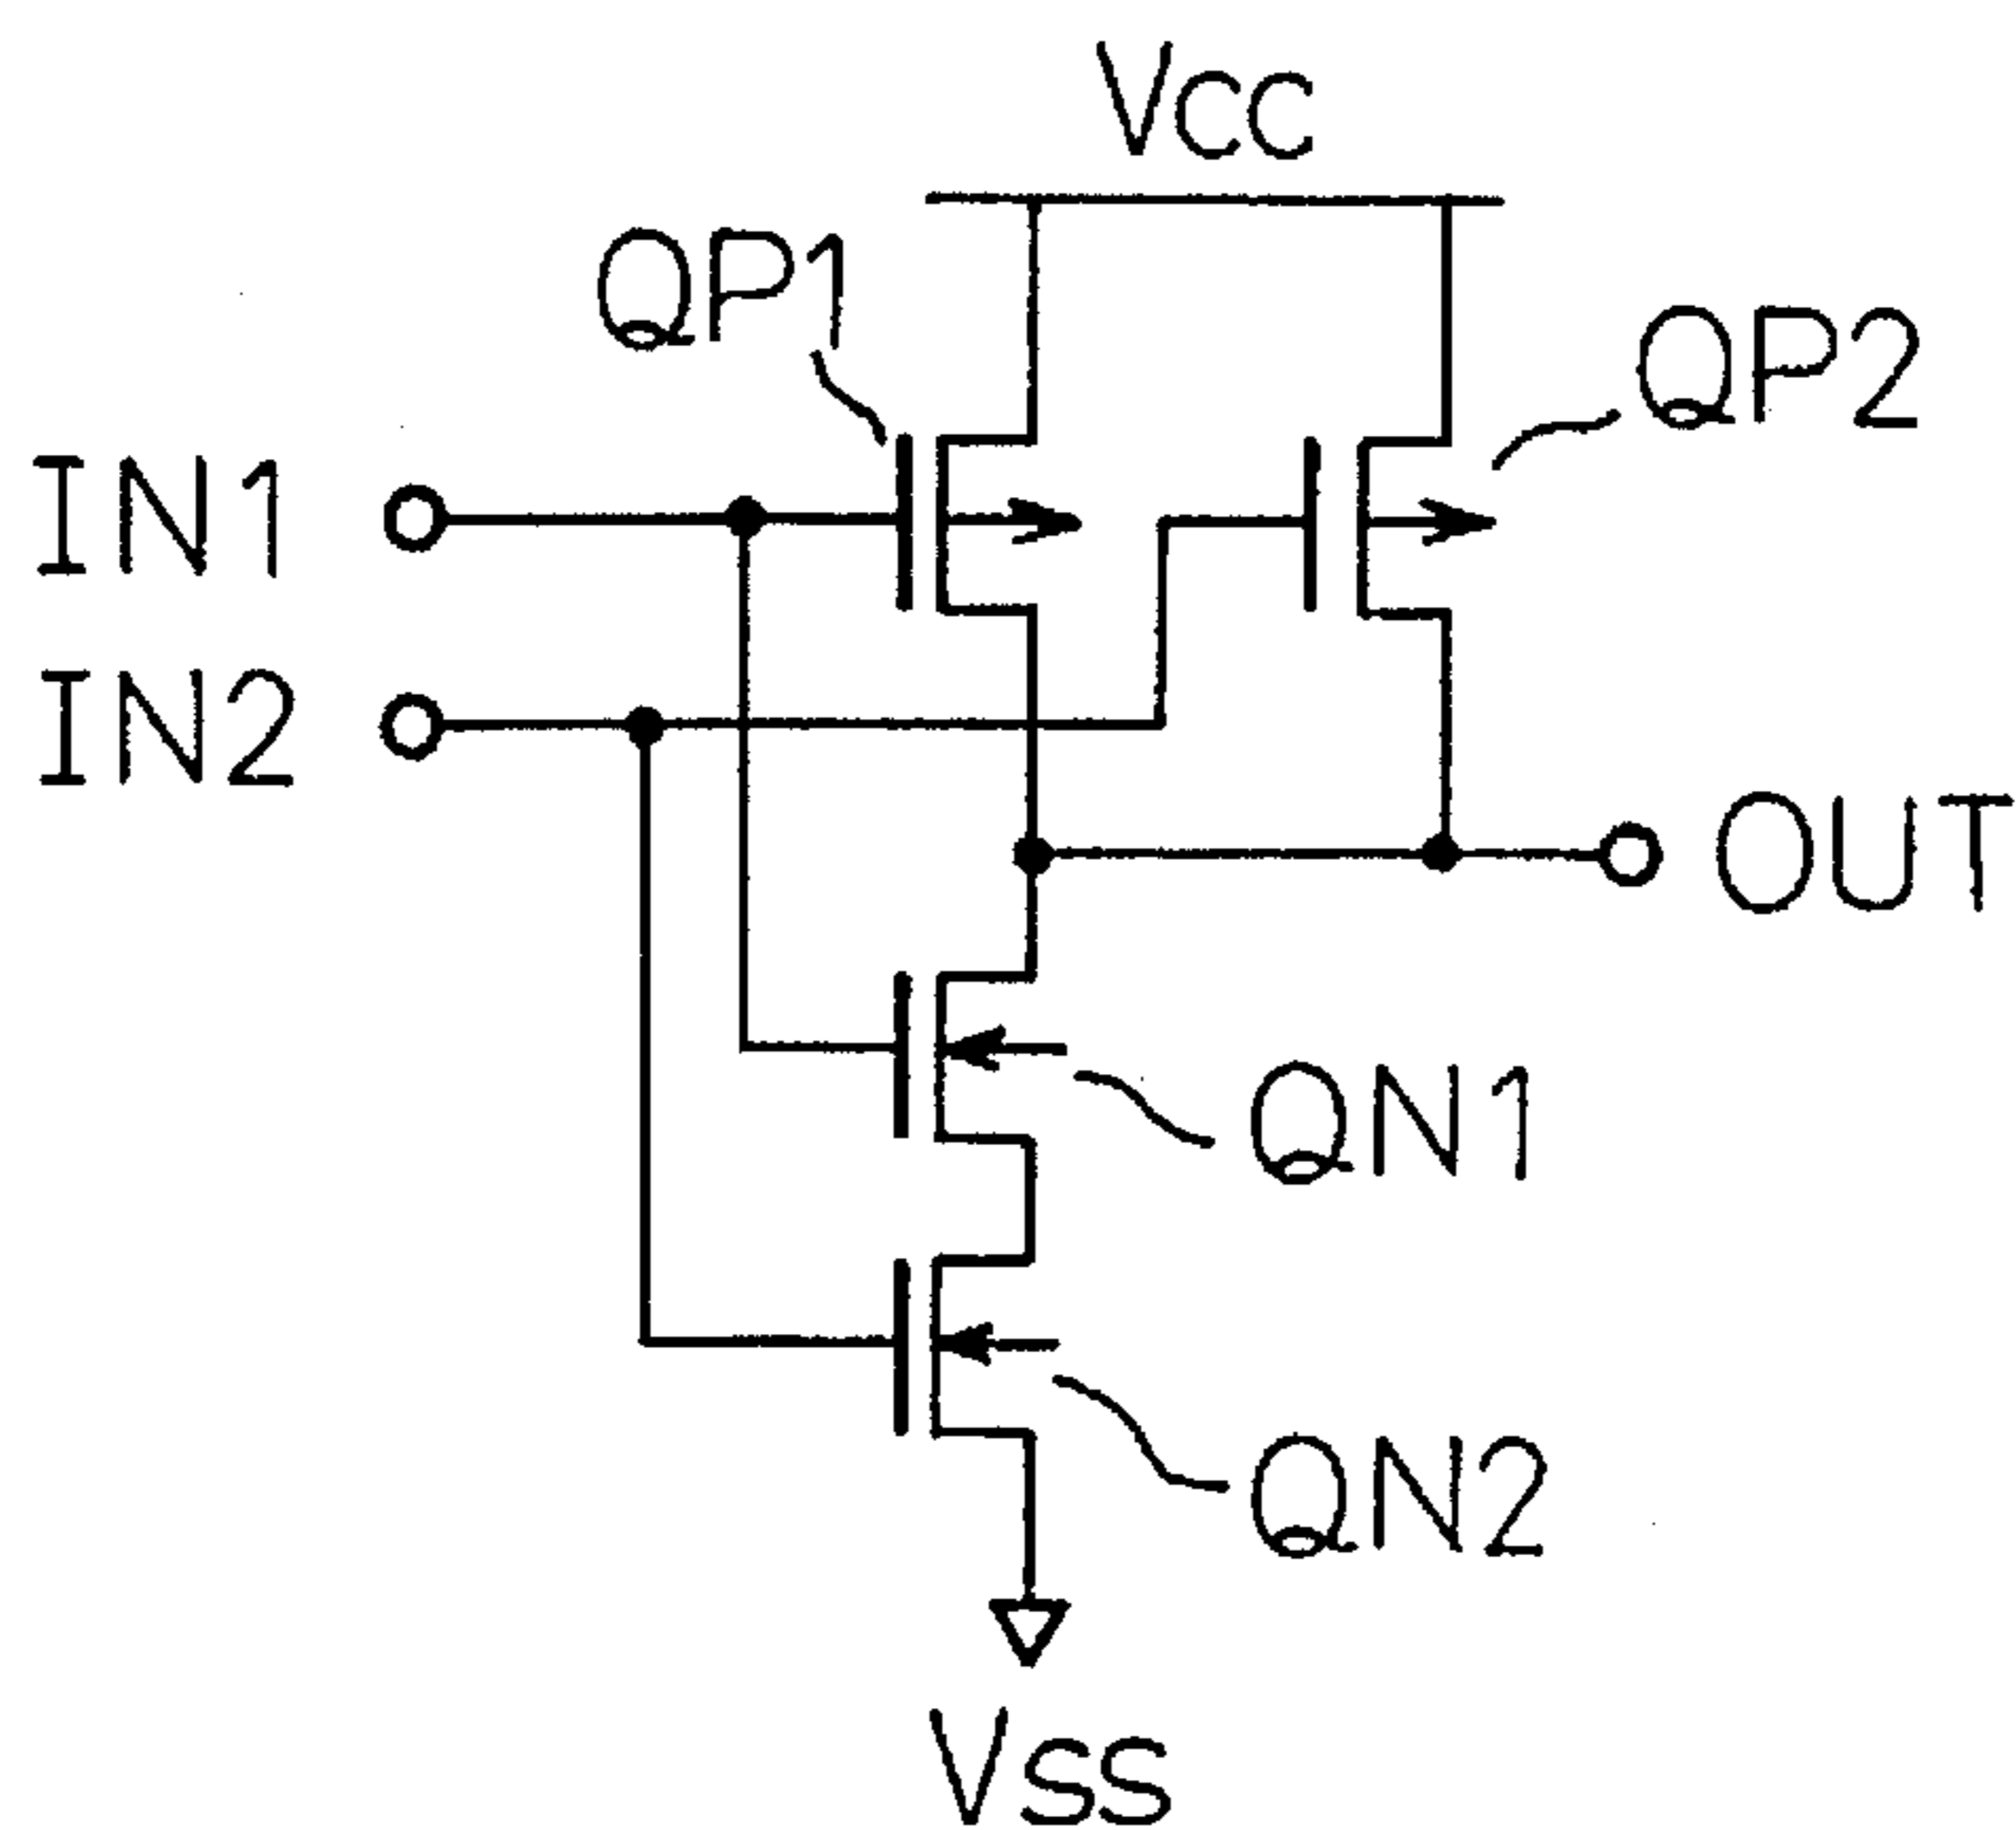 Vcc
QP1
QP2
IN1
IN2
OUT
QN1
QN2
Vss